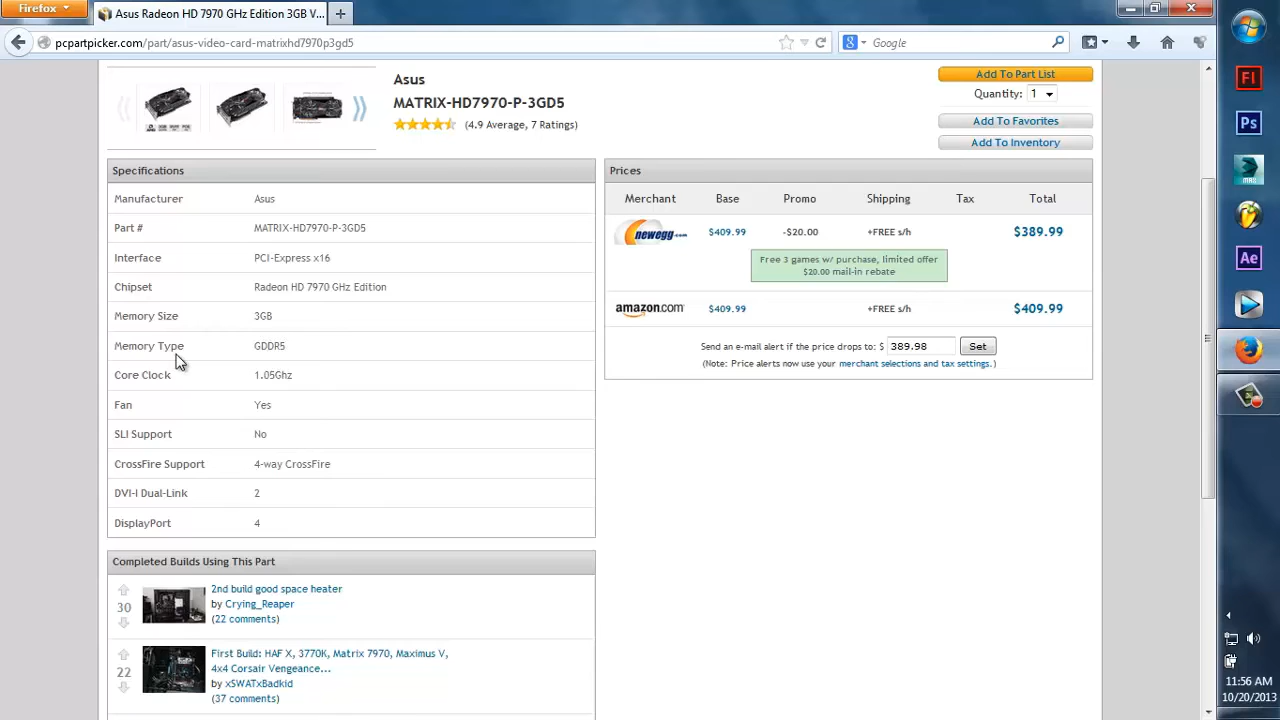 Firefox
Asus Radeon HD 7970 GHz Edition 3GB V...
pcpartpicker.com/part/asus-video-card-matrixhd7970p3gd5
Google
Asus
MATRIX-HD7970-P-3GD5
(4.9 Average, 7 Ratings)
Add To Part List
Quantity: 1
Add To Favorites
Add To Inventory
Specifications
Manufacturer Asus
Part # MATRIX-HD7970-P-3GD5
Interface PCI-Express x16
Chipset Radeon HD 7970 GHz Edition
Memory Size 3GB
Memory Type GDDR5
Core Clock 1.05Ghz
Fan Yes
SLI Support No
CrossFire Support 4-way CrossFire
DVI-I Dual-Link 2
DisplayPort 4
Prices
Merchant Base Promo Shipping Tax Total
newegg.com $409.99 -$20.00 +FREE s/h $389.99
Free 3 games w/ purchase, limited offer
$20.00 mail-in rebate
amazon.com $409.99 +FREE s/h $409.99
Send an e-mail alert if the price drops to: $ 389.98 Set
(Note: Price alerts now use your merchant selections and tax settings.)
Completed Builds Using This Part
30
2nd build good space heater
by Crying_Reaper
(22 comments)
22
First Build: HAF X, 3770K, Matrix 7970, Maximus V,
4x4 Corsair Vengeance...
by xSWATxBadkid
(37 comments)
Fl
Ps
Ae
11:56 AM
10/20/2013